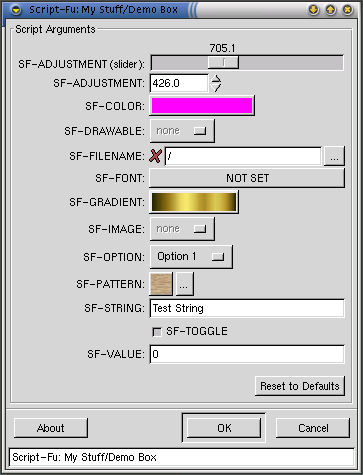 Script-Fu: My Stuff/Demo Box
Script Arguments
705.1
SF-ADJUSTMENT (slider):
SF-ADJUSTMENT: 426.0
SF-COLOR:
SF-DRAWABLE: none
SF-FILENAME: / ...
SF-FONT: NOT SET
SF-GRADIENT:
SF-IMAGE: none
SF-OPTION: Option 1
SF-PATTERN: ...
SF-STRING: Test String
SF-TOGGLE
SF-VALUE: 0
Reset to Defaults
About OK Cancel
Script-Fu: My Stuff/Demo Box